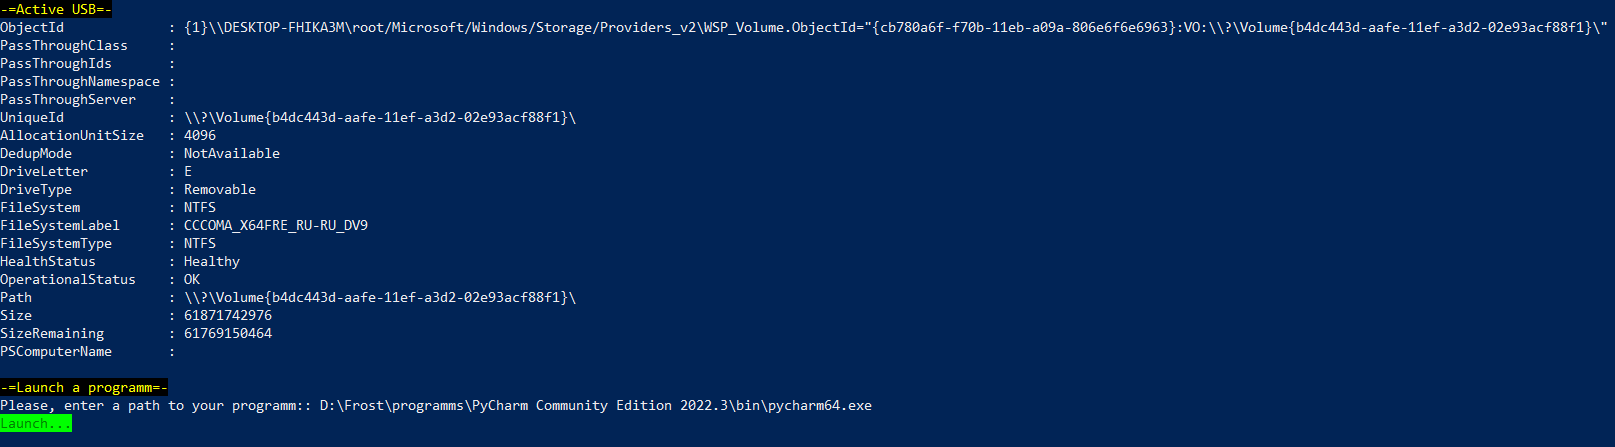 -=Active USB=-
ObjectId             : {1}\\DESKTOP-FHIKA3M\root/Microsoft/Windows/Storage/Providers_v2\WSP_Volume.ObjectId="{cb780a6f-f70b-11eb-a09a-806e6f6e6963}:VO:\\?\Volume{b4dc443d-aafe-11ef-a3d2-02e93acf88f1}\"
PassThroughClass     :
PassThroughIds       :
PassThroughNamespace :
PassThroughServer    :
UniqueId             : \\?\Volume{b4dc443d-aafe-11ef-a3d2-02e93acf88f1}\
AllocationUnitSize   : 4096
DedupMode            : NotAvailable
DriveLetter          : E
DriveType            : Removable
FileSystem           : NTFS
FileSystemLabel      : CCCOMA_X64FRE_RU-RU_DV9
FileSystemType       : NTFS
HealthStatus         : Healthy
OperationalStatus    : OK
Path                 : \\?\Volume{b4dc443d-aafe-11ef-a3d2-02e93acf88f1}\
Size                 : 61871742976
SizeRemaining        : 61769150464
PSComputerName       :
-=Launch a programm=-
Please, enter a path to your programm:: D:\Frost\programms\PyCharm Community Edition 2022.3\bin\pycharm64.exe
Launch...